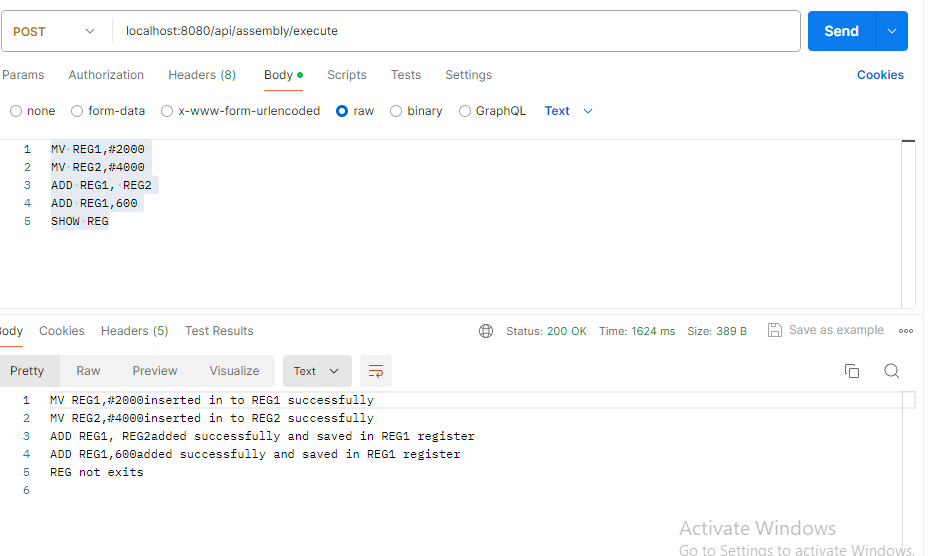 POST localhost:8080/api/assembly/execute Send
Params Authorization Headers (8) Body Scripts Tests Settings Cookies
none form-data x-www-form-urlencoded raw binary GraphQL Text
1 MV REG1,#2000
2 MV REG2,#4000
3 ADD REG1, REG2
4 ADD REG1,600
5 SHOW REG
Body Cookies Headers (5) Test Results Status: 200 OK Time: 1624 ms Size: 389 B Save as example
Pretty Raw Preview Visualize Text
1 MV REG1,#2000inserted in to REG1 successfully
2 MV REG2,#4000inserted in to REG2 successfully
3 ADD REG1, REG2added successfully and saved in REG1 register
4 ADD REG1,600added successfully and saved in REG1 register
5 REG not exits
6
Activate Windows
Go to Settings to activate Windows.